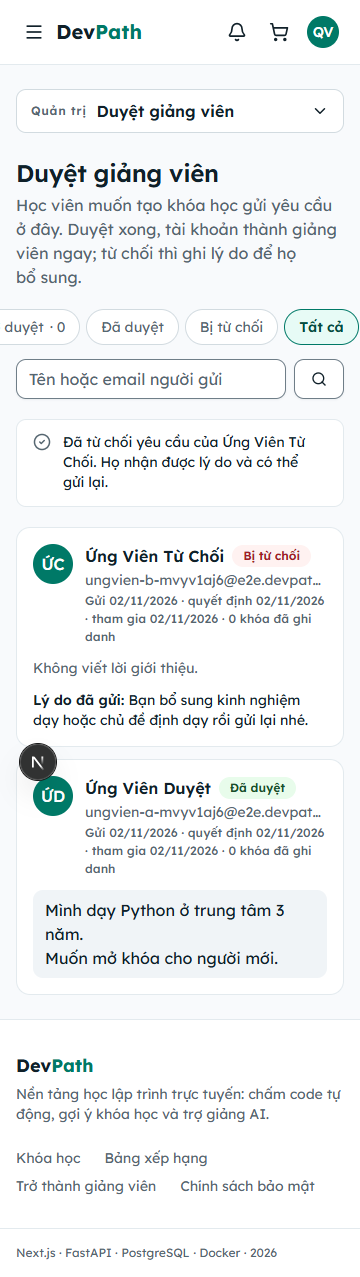 DevPath
QV
Quản trị Duyệt giảng viên
Duyệt giảng viên
Học viên muốn tạo khóa học gửi yêu cầu
ở đây. Duyệt xong, tài khoản thành giảng
viên ngay; từ chối thì ghi lý do để họ
bổ sung.
duyệt · 0 Đã duyệt Bị từ chối Tất cả
Tên hoặc email người gửi
Đã từ chối yêu cầu của Ứng Viên Từ
Chối. Họ nhận được lý do và có thể
gửi lại.
ỨC Ứng Viên Từ Chối Bị từ chối
ungvien-b-mvyv1aj6@e2e.devpat...
Gửi 02/11/2026 · quyết định 02/11/2026
· tham gia 02/11/2026 · 0 khóa đã ghi
danh
Không viết lời giới thiệu.
Lý do đã gửi: Bạn bổ sung kinh nghiệm
dạy hoặc chủ đề định dạy rồi gửi lại nhé.
N
ỨD Ứng Viên Duyệt Đã duyệt
ungvien-a-mvyv1aj6@e2e.devpat...
Gửi 02/11/2026 · quyết định 02/11/2026
· tham gia 02/11/2026 · 0 khóa đã ghi
danh
Mình dạy Python ở trung tâm 3
năm.
Muốn mở khóa cho người mới.
DevPath
Nền tảng học lập trình trực tuyến: chấm code tự
động, gợi ý khóa học và trợ giảng AI.
Khóa học Bảng xếp hạng
Trở thành giảng viên Chính sách bảo mật
Next.js · FastAPI · PostgreSQL · Docker · 2026